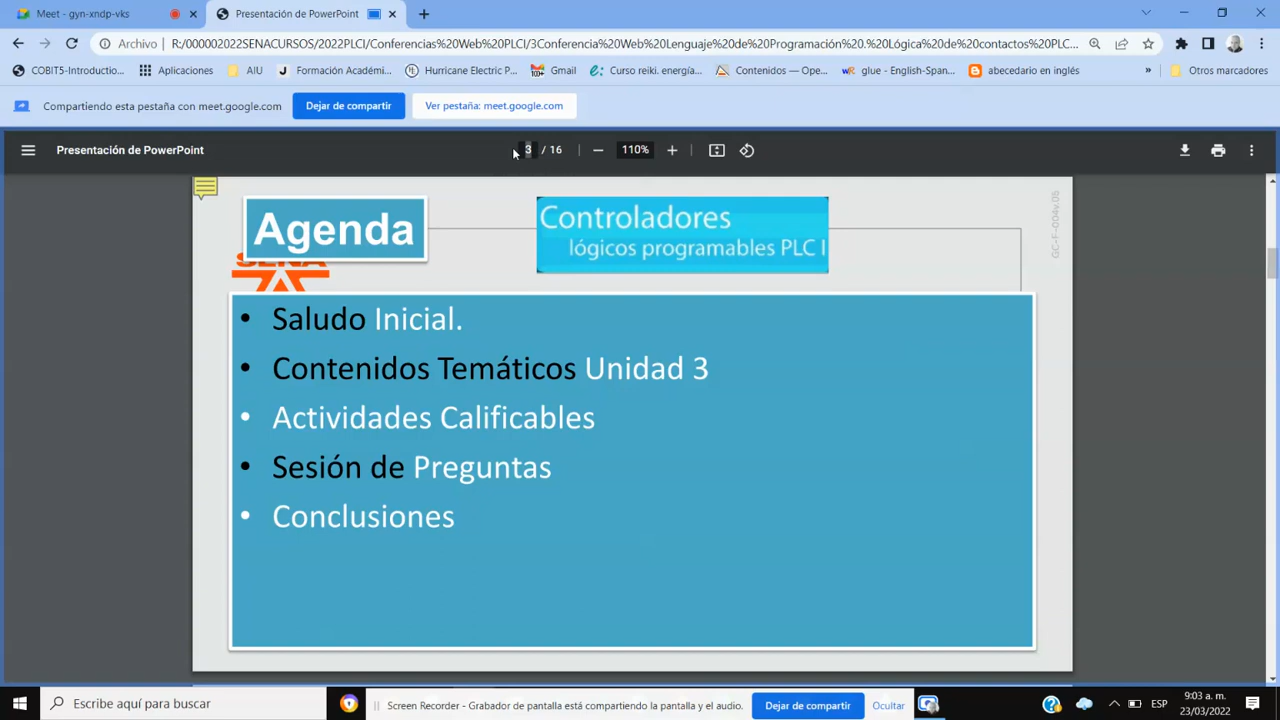 Meet - gyn-xndp-vks
Presentación de PowerPoint
Archivo
R:/000002022SENACURSOS/2022PLCI/Conferencias%20Web%20PLCI/3Conferencia%20Web%20Lenguaje%20de%20Programación%20.%20Lógica%20de%20contactos%20PLC...
COBIT5-Introductio...
Aplicaciones
AIU
Formación Académi...
Hurricane Electric P...
Gmail
Curso reiki. energía...
Contenidos — Ope...
glue - English-Span...
abecedario en inglés
»
Otros marcadores
Compartiendo esta pestaña con meet.google.com
Dejar de compartir
Ver pestaña: meet.google.com
Presentación de PowerPoint
3 / 16
110%
Agenda
Controladores
lógicos programables PLC I
GC-F-004v.05
SENA
• Saludo Inicial.
• Contenidos Temáticos Unidad 3
• Actividades Calificables
• Sesión de Preguntas
• Conclusiones
Escribe aquí para buscar
Screen Recorder - Grabador de pantalla está compartiendo la pantalla y el audio.
Dejar de compartir
Ocultar
ESP
9:03 a. m.
23/03/2022